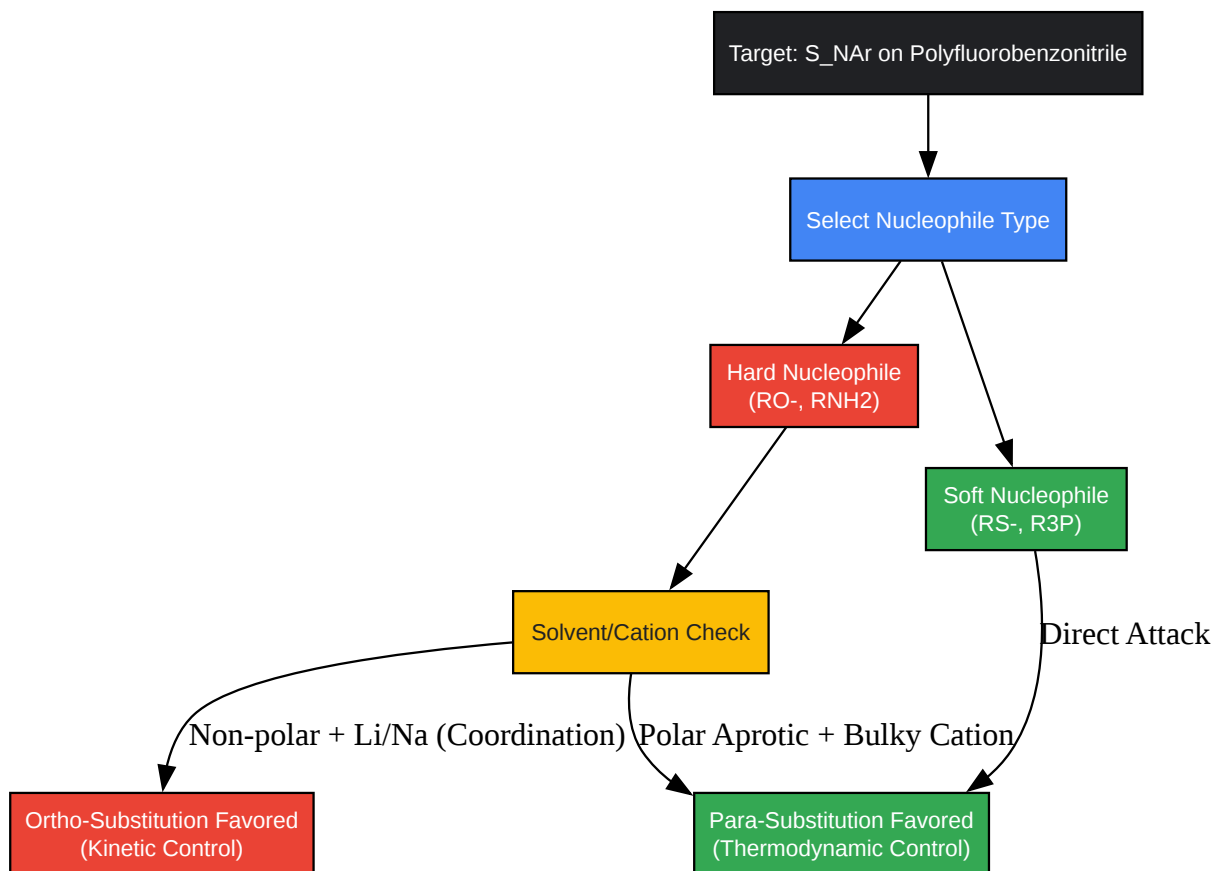 Target: S_NAr on Polyfluorobenzonitrile
Select Nucleophile Type
Hard Nucleophile
(RO-, RNH2)
Soft Nucleophile
(RS-, R3P)
Solvent/Cation Check
Direct Attack
Non-polar + Li/Na (Coordination)
Polar Aprotic + Bulky Cation
Ortho-Substitution Favored
(Kinetic Control)
Para-Substitution Favored
(Thermodynamic Control)